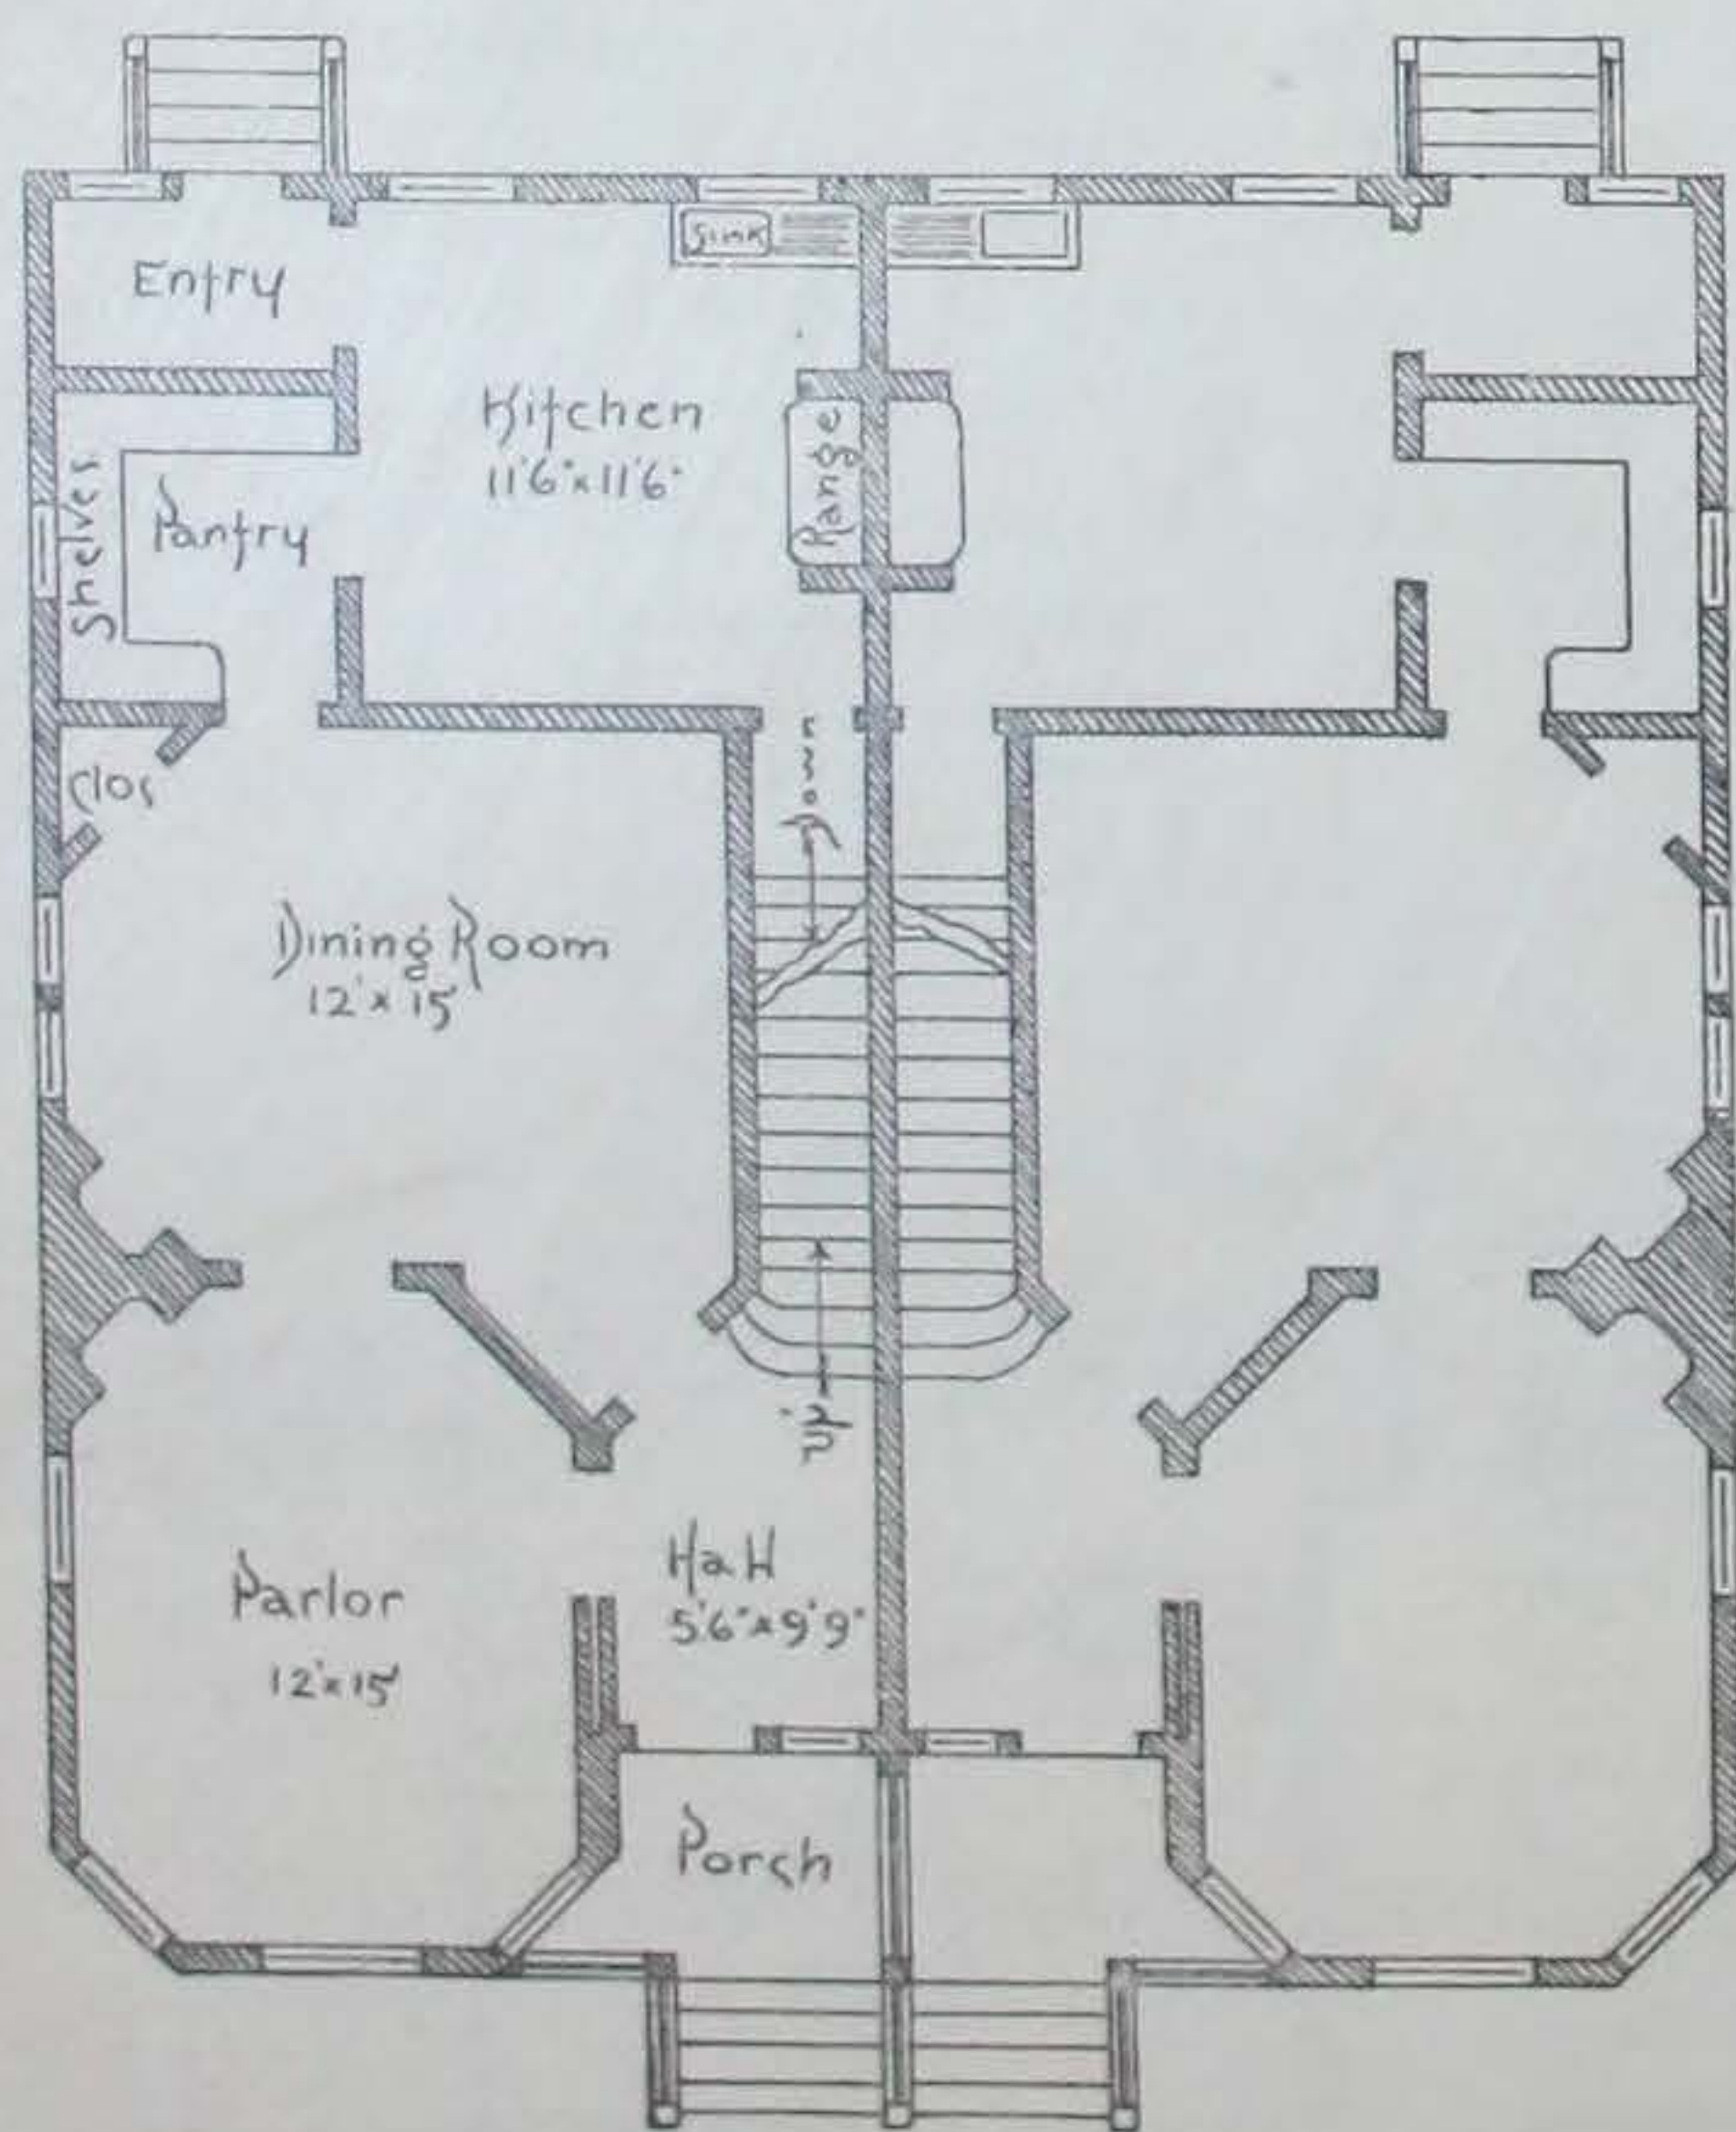 Sink
Entry
Kitchen
11'6"x11'6"
Range
Shelves
Pantry
Down
Clos
Dining Room
12'x15'
Up
Hall
5'6"x9'9"
Parlor
12'x15'
Porch